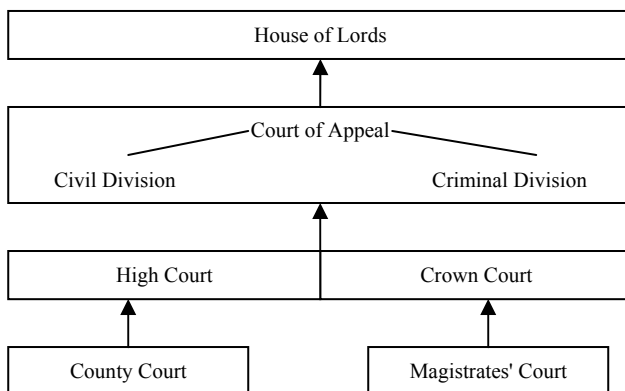 House of Lords
Court of Appeal
Civil Division Criminal Division
High Court Crown Court
County Court Magistrates' Court